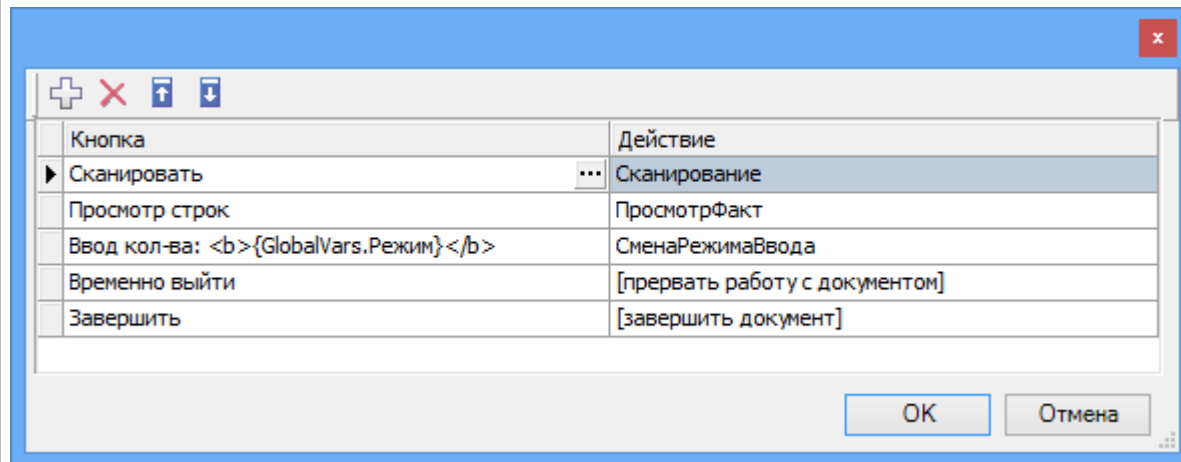 Кнопка Действие
Сканировать ... Сканирование
Просмотр строк ПросмотрФакт
Ввод кол-ва: <b>{GlobalVars.Режим}</b> СменаРежимаВвода
Временно выйти [прервать работу с документом]
Завершить [завершить документ]
OK Отмена